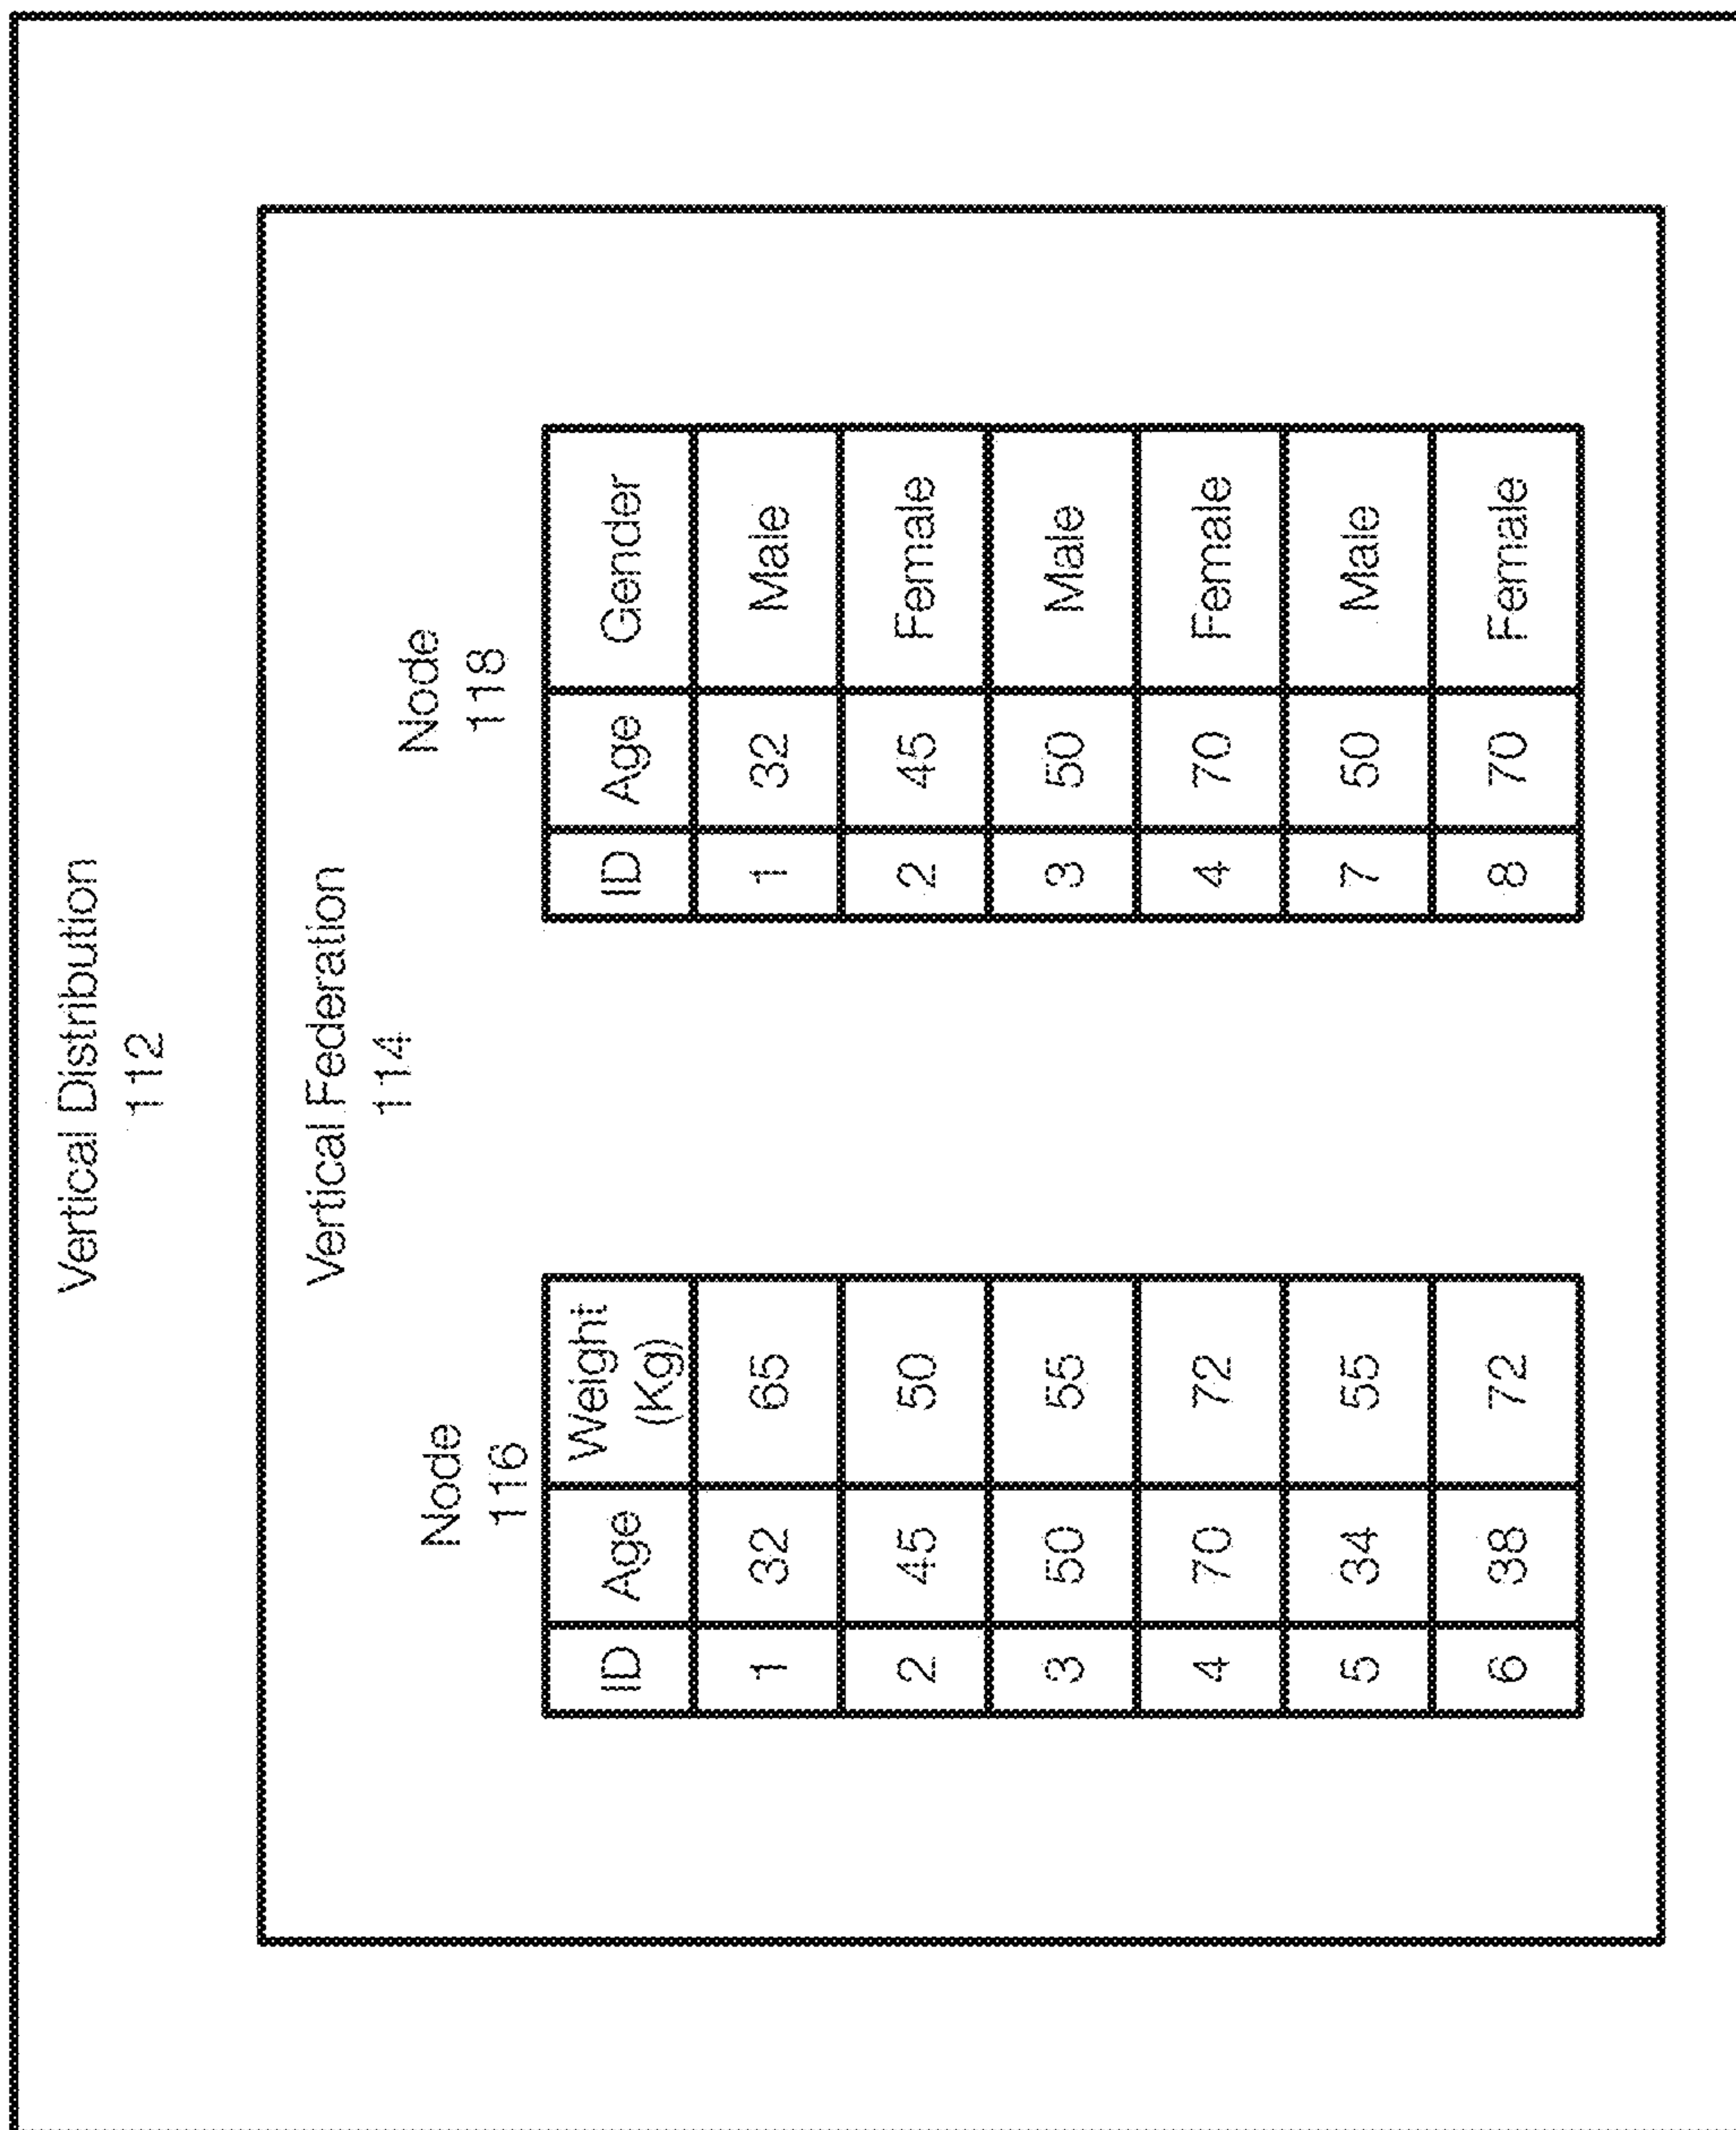 Vertical Distribution
112
Vertical Federation
114
Node
116
ID Age Weight
(Kg)
1 32 65
2 45 50
3 50 55
4 70 72
5 34 55
6 38 72
Node
118
ID Age Gender
1 32 Male
2 45 Female
3 50 Male
4 70 Female
7 50 Male
8 70 Female